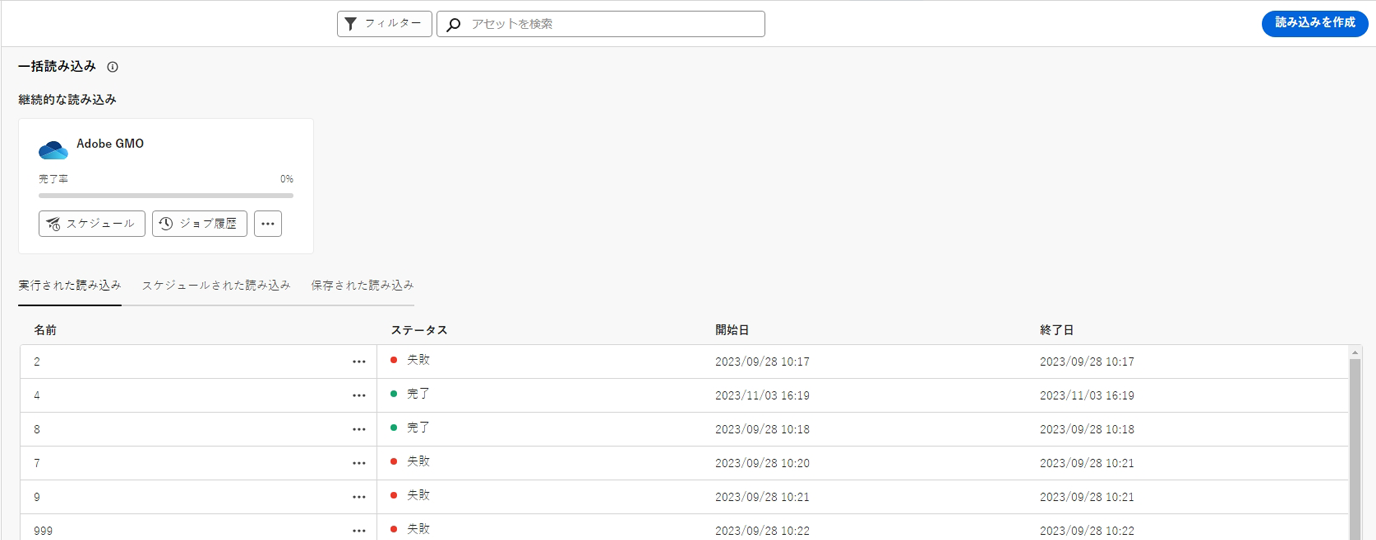 フィルター アセットを検索 読み込みを作成
一括読み込み
継続的な読み込み
Adobe GMO
完了率 0%
スケジュール ジョブ履歴
実行された読み込み スケジュールされた読み込み 保存された読み込み
名前 ステータス 開始日 終了日
2 失敗 2023/09/28 10:17 2023/09/28 10:17
4 完了 2023/11/03 16:19 2023/11/03 16:19
8 完了 2023/09/28 10:18 2023/09/28 10:18
7 失敗 2023/09/28 10:20 2023/09/28 10:21
9 失敗 2023/09/28 10:21 2023/09/28 10:21
999 失敗 2023/09/28 10:22 2023/09/28 10:22